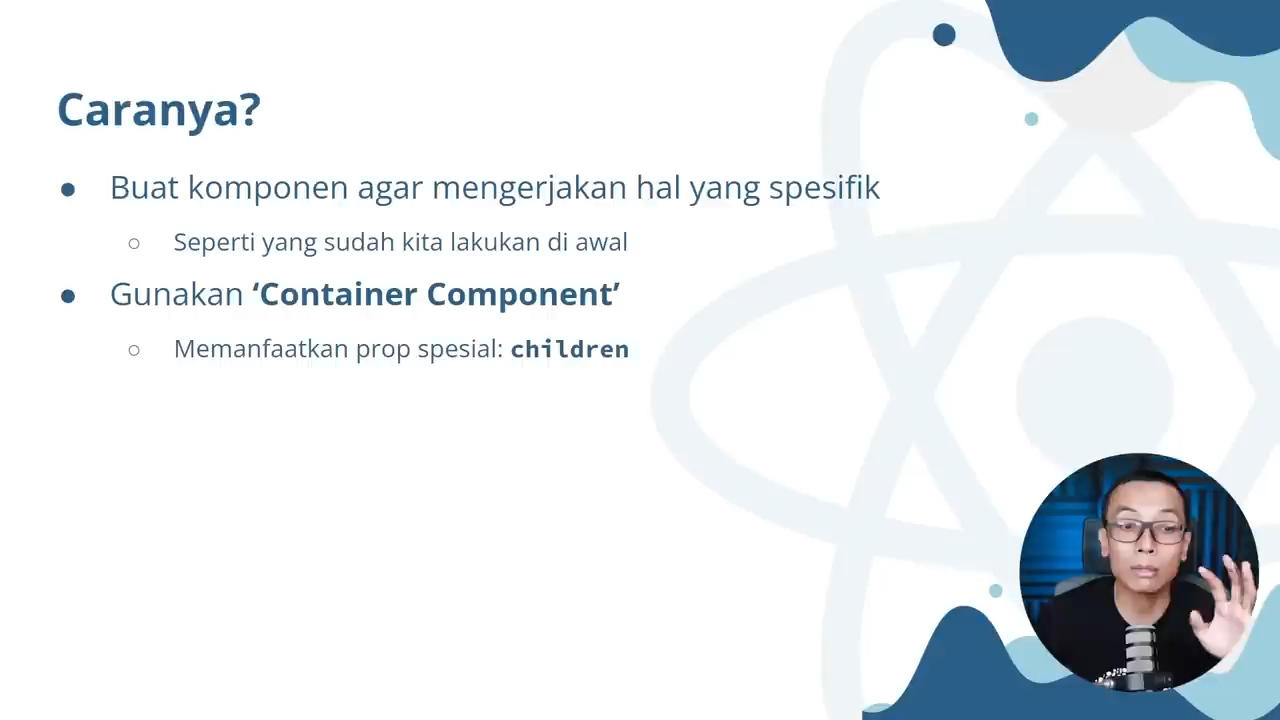 Caranya?
● Buat komponen agar mengerjakan hal yang spesifik
○ Seperti yang sudah kita lakukan di awal
● Gunakan ‘Container Component’
○ Memanfaatkan prop spesial: children